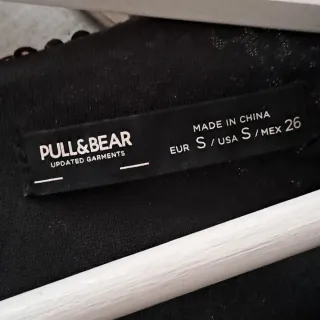 PULL&BEAR
UPDATED GARMENTS
MADE IN CHINA
EUR S / USA S / MEX 26